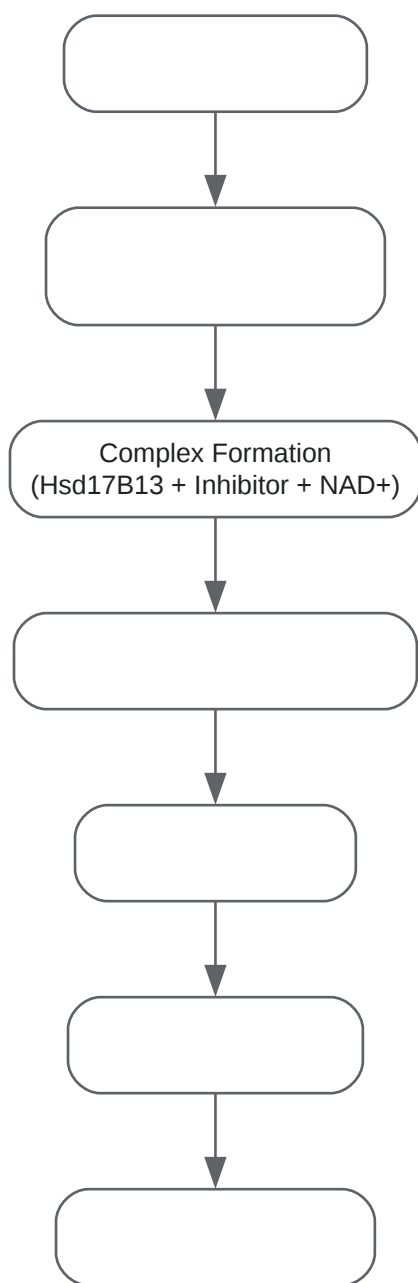 Complex Formation
(Hsd17B13 + Inhibitor + NAD+)